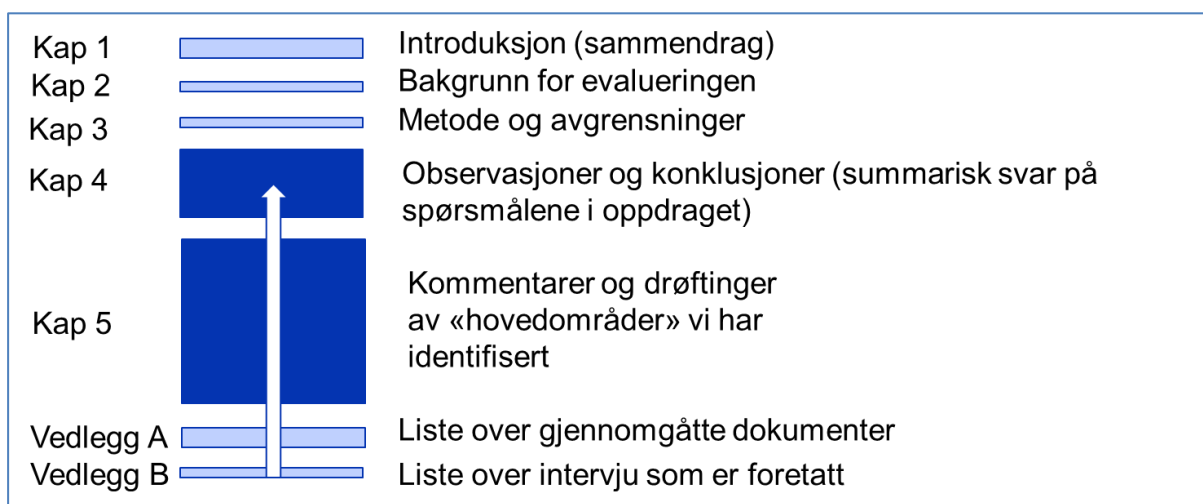 Kap 1 Introduksjon (sammendrag)
Kap 2 Bakgrunn for evalueringen
Kap 3 Metode og avgrensninger
Kap 4 Observasjoner og konklusjoner (summarisk svar på
spørsmålene i oppdraget)
Kap 5 Kommentarer og drøftinger
av «hovedområder» vi har
identifisert
Vedlegg A Liste over gjennomgåtte dokumenter
Vedlegg B Liste over intervju som er foretatt